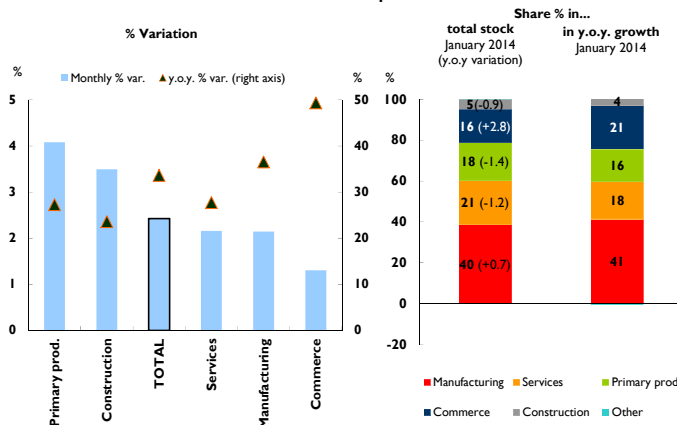 Share % in...
% Variation
total stock
January 2014
(y.o.y variation)
in y.o.y. growth
January 2014
%
Monthly % var.
y.o.y. % var. (right axis)
%
%
5
4
3
2
1
0
50
40
30
20
10
0
Primary prod.
Construction
TOTAL
Services
Manufacturing
Commerce
100
80
60
40
20
0
-20
5(-0.9)
16 (+2.8)
18 (-1.4)
21 (-1.2)
40 (+0.7)
4
21
16
18
41
Manufacturing
Services
Primary prod
Commerce
Construction
Other